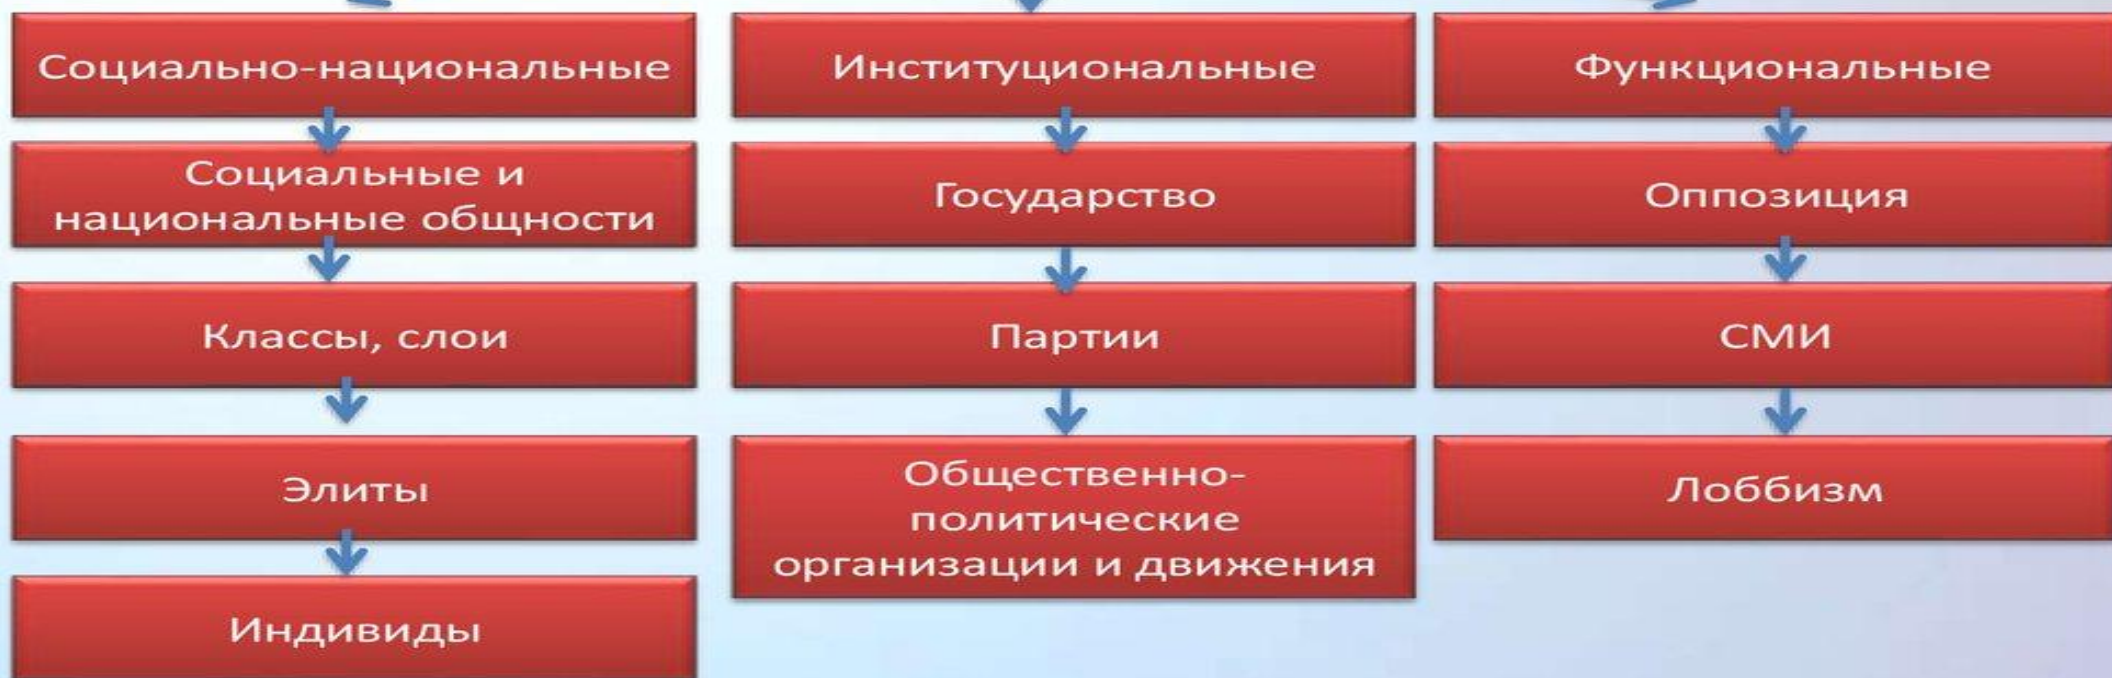 Социально-национальные
Социальные и
национальные общности
Классы, слои
Элиты
Индивиды
Институциональные
Государство
Партии
Общественно-
политические
организации и движения
Функциональные
Оппозиция
СМИ
Лоббизм